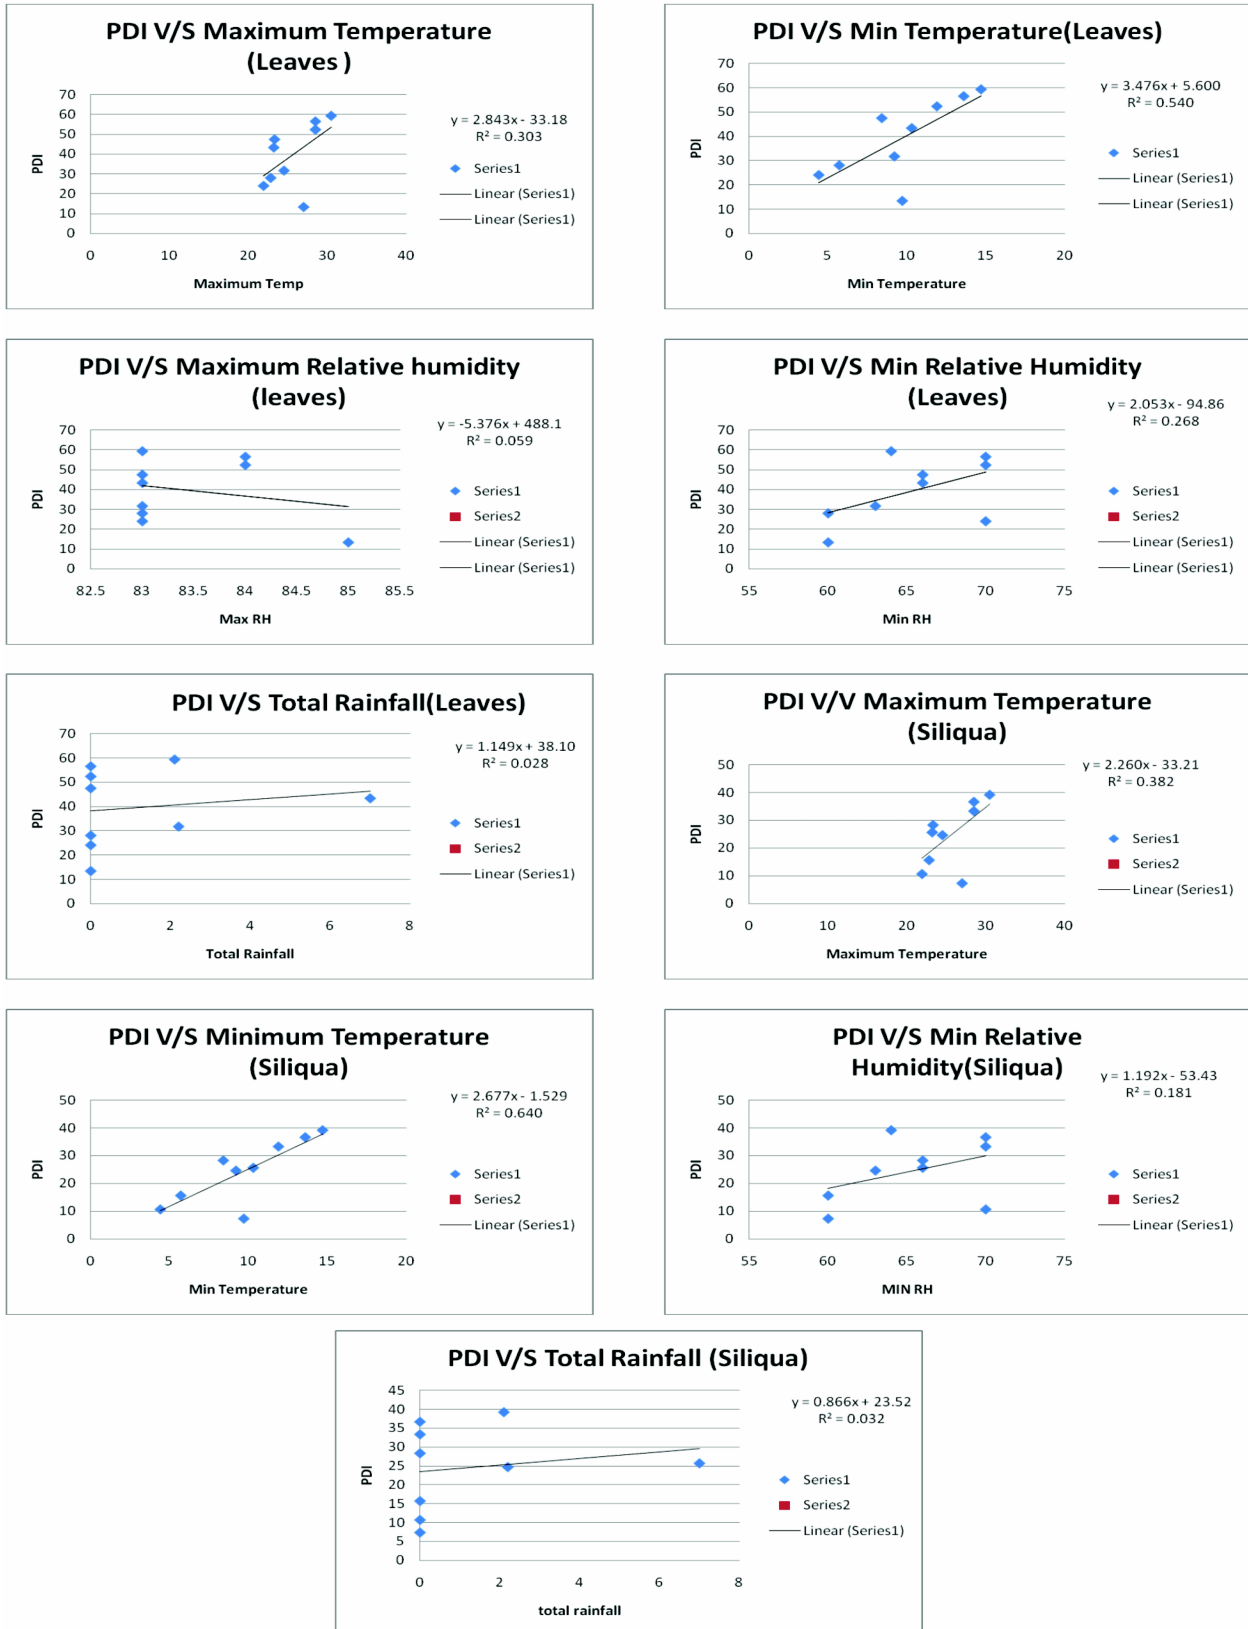 PDI V/S Maximum Temperature
(Leaves )
70
60
50
40
30
20
10
0
PDI
0 10 20 30 40
Maximum Temp
y = 2.843x - 33.18
R² = 0.303
Series1
Linear (Series1)
Linear (Series1)
PDI V/S Min Temperature(Leaves)
70
60
50
40
30
20
10
0
PDI
0 5 10 15 20
Min Temperature
y = 3.476x + 5.600
R² = 0.540
Series1
Linear (Series1)
Linear (Series1)
PDI V/S Maximum Relative humidity
(leaves)
70
60
50
40
30
20
10
0
PDI
82.5 83 83.5 84 84.5 85 85.5
Max RH
y = -5.376x + 488.1
R² = 0.059
Series1
Series2
Linear (Series1)
Linear (Series1)
PDI V/S Min Relative Humidity
(Leaves)
70
60
50
40
30
20
10
0
PDI
55 60 65 70 75
Min RH
y = 2.053x - 94.86
R² = 0.268
Series1
Series2
Linear (Series1)
Linear (Series1)
PDI V/S Total Rainfall(Leaves)
70
60
50
40
30
20
10
0
PDI
0 2 4 6 8
Total Rainfall
y = 1.149x + 38.10
R² = 0.028
Series1
Series2
Linear (Series1)
PDI V/V Maximum Temperature
(Siliqua)
50
40
30
20
10
0
PDI
0 10 20 30 40
Maximum Temperature
y = 2.260x - 33.21
R² = 0.382
Series1
Series2
Linear (Series1)
PDI V/S Minimum Temperature
(Siliqua)
50
40
30
20
10
0
PDI
0 5 10 15 20
Min Temperature
y = 2.677x - 1.529
R² = 0.640
Series1
Series2
Linear (Series1)
PDI V/S Min Relative
Humidity(Siliqua)
50
40
30
20
10
0
PDI
55 60 65 70 75
MIN RH
y = 1.192x - 53.43
R² = 0.181
Series1
Series2
Linear (Series1)
PDI V/S Total Rainfall (Siliqua)
45
40
35
30
25
20
15
10
5
0
PDI
0 2 4 6 8
total rainfall
y = 0.866x + 23.52
R² = 0.032
Series1
Series2
Linear (Series1)